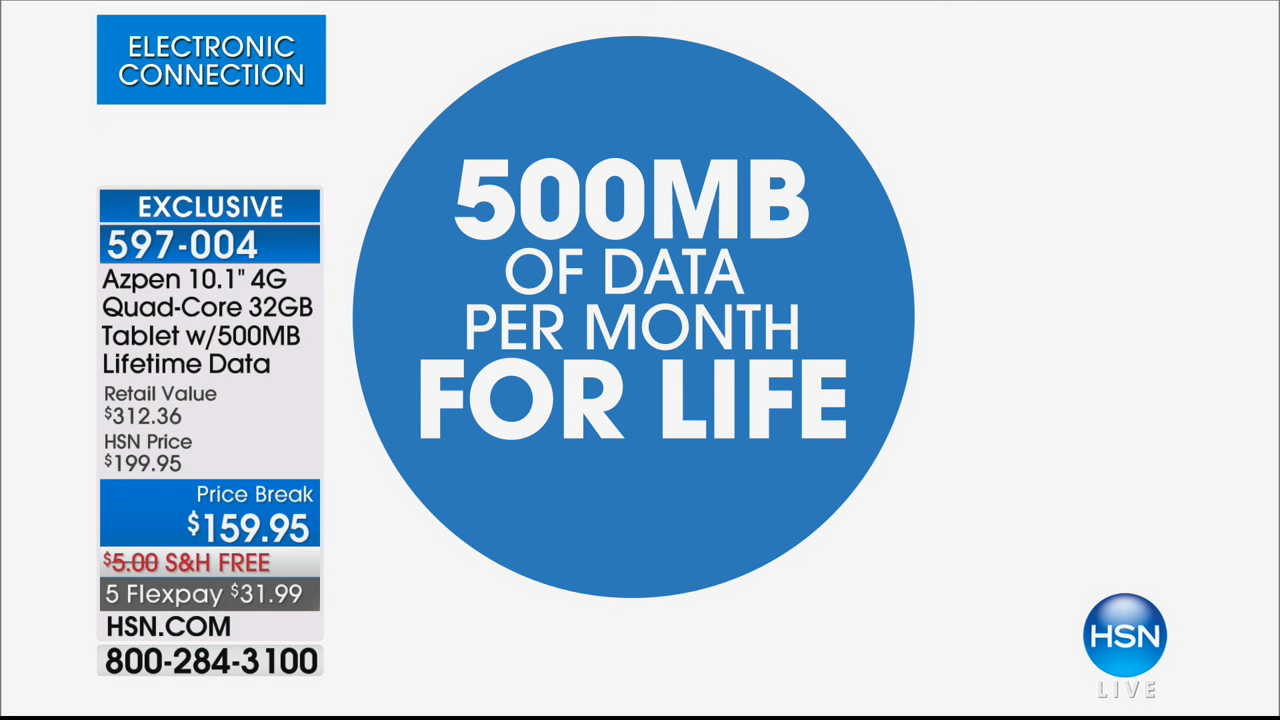 ELECTRONIC
CONNECTION
EXCLUSIVE
597-004
Azpen 10.1" 4G
Quad-Core 32GB
Tablet w/500MB
Lifetime Data
Retail Value
$312.36
HSN Price
$199.95
Price Break
$159.95
$5.00 S&H FREE
5 Flexpay $31.99
HSN.COM
800-284-3100
500MB
OF DATA
PER MONTH
FOR LIFE
HSN
LIVE